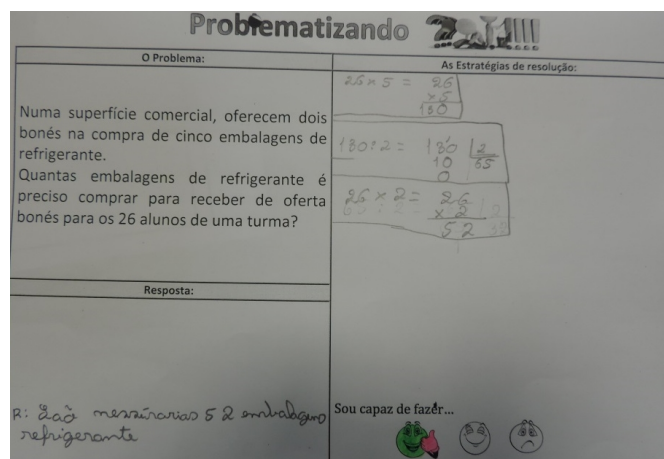 Problematizando
O Problema:
Numa superfície comercial, oferecem dois
bonés na compra de cinco embalagens de
refrigerante.
Quantas embalagens de refrigerante é
preciso comprar para receber de oferta
bonés para os 26 alunos de uma turma?
Resposta:
R: São nessírarias 52 embalagens
refrigerante
As Estratégias de resolução:
26 x 5 = 26
x 5
130
130:2 = 130 2
10 65
0
26 x 2 = 26
x 2
52
Sou capaz de fazer...